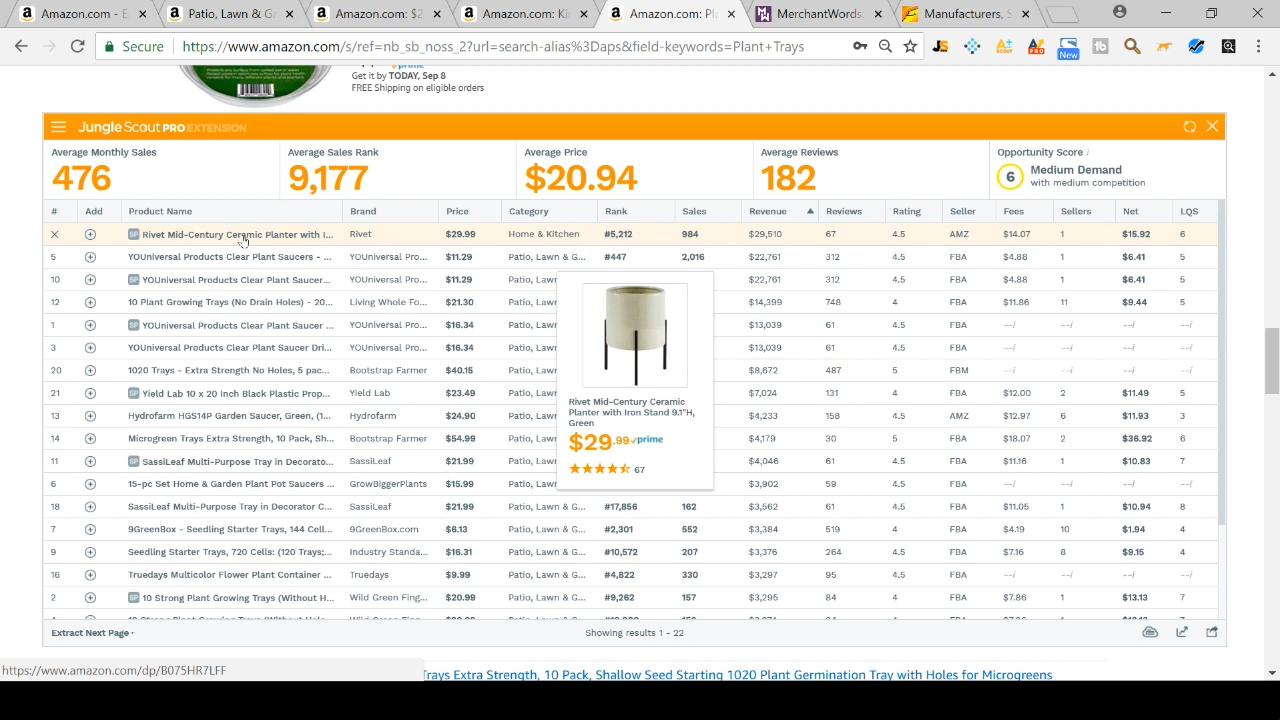 Amazon.com - E
Patio, Lawn & G
Amazon.com: $2
Amazon.com: Ki
Amazon.com: Pl
MerchantWords:
Manufacturers, S
Secure https://www.amazon.com/s/ref=nb_sb_noss_2?url=search-alias%3Daps&field-keywords=Plant+Trays
New
prime
Get it by TODAY, Sep 8
FREE Shipping on eligible orders
Jungle Scout PRO EXTENSION
Average Monthly Sales Average Sales Rank Average Price Average Reviews Opportunity Score i
476 9,177 $20.94 182 6 Medium Demand
with medium competition
# Add Product Name Brand Price Category Rank Sales Revenue Reviews Rating Seller Fees Sellers Net LQS
SP Rivet Mid-Century Ceramic Planter with I... Rivet $29.99 Home & Kitchen #5,212 984 $29,510 67 4.5 AMZ $14.07 1 $15.92 6
5 YOUniversal Products Clear Plant Saucers - ... YOUniversal Pro... $11.29 Patio, Lawn & G... #447 2,016 $22,761 312 4.5 FBA $4.88 1 $6.41 5
10 SP YOUniversal Products Clear Plant Saucer... YOUniversal Pro... $11.29 Patio, Law $22,761 312 4.5 FBA $4.88 1 $6.41 5
12 10 Plant Growing Trays (No Drain Holes) - 20... Living Whole Fo... $21.30 Patio, Law $14,399 748 4 FBA $11.86 11 $9.44 5
1 SP YOUniversal Products Clear Plant Saucer ... YOUniversal Pro... $16.34 Patio, Law $13,039 61 4.5 FBA --i 1 --i --i
3 YOUniversal Products Clear Plant Saucer Dri... YOUniversal Pro... $16.34 Patio, Law $13,039 61 4.5 FBA --i --i --i
20 1020 Trays - Extra Strength No Holes, 5 pac... Bootstrap Farmer $40.15 Patio, Law $8,672 487 5 FBM --i --i --i
21 SP Yield Lab 10 x 20 Inch Black Plastic Prop... Yield Lab $23.49 Patio, Law $7,024 131 4 FBA $12.00 2 $11.49 5
13 Hydrofarm HGS14P Garden Saucer, Green, (1... Hydrofarm $24.90 Patio, Law $4,233 158 4.5 AMZ $12.97 6 $11.93 3
14 Microgreen Trays Extra Strength, 10 Pack, Sh... Bootstrap Farmer $54.99 Patio, Law $4,179 30 5 FBA $18.07 2 $36.92 6
11 SP SassiLeaf Multi-Purpose Tray in Decorato... SassiLeaf $21.99 Patio, Law $4,046 61 4.5 FBA $11.16 1 $10.83 7
6 15-pc Set Home & Garden Plant Pot Saucers ... GrowBiggerPlants $15.99 Patio, Law $3,902 59 4.5 FBA --i --i --i
18 SassiLeaf Multi-Purpose Tray in Decorator C... SassiLeaf $21.99 Patio, Lawn & G... #17,856 162 $3,562 61 4.5 FBA $11.05 1 $10.94 8
7 9GreenBox - Seedling Starter Trays, 144 Cell... 9GreenBox.com $6.13 Patio, Lawn & G... #2,301 552 $3,384 519 4 FBA $4.19 10 $1.94 4
9 Seedling Starter Trays, 720 Cells: (120 Trays;... Industry Standa... $16.31 Patio, Lawn & G... #10,572 207 $3,376 264 4.5 FBA $7.16 8 $9.15 4
16 Truedays Multicolor Flower Plant Container ... Truedays $9.99 Patio, Lawn & G... #4,822 330 $3,297 95 4.5 FBA --i --i --i
2 SP 10 Strong Plant Growing Trays (Without H... Wild Green Fing... $20.99 Patio, Lawn & G... #9,262 157 $3,295 84 4 FBA $7.86 1 $13.13 7
Rivet Mid-Century Ceramic
Planter with Iron Stand 9.1"H,
Green
$29.99 prime
67
Extract Next Page Showing results 1 - 22
https://www.amazon.com/dp/B075HR7LFF
Trays Extra Strength, 10 Pack, Shallow Seed Starting 1020 Plant Germination Tray with Holes for Microgreens